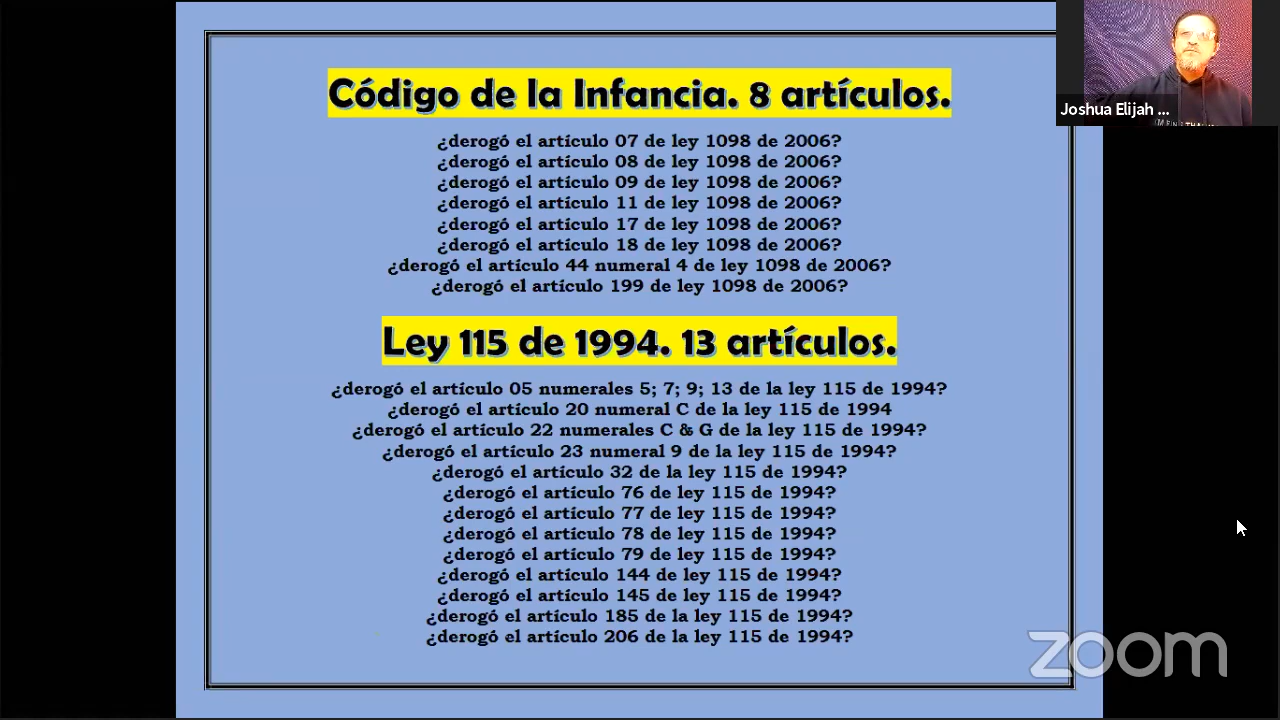 Código de la Infancia. 8 artículos.
¿derogó el artículo 07 de ley 1098 de 2006?
¿derogó el artículo 08 de ley 1098 de 2006?
¿derogó el artículo 09 de ley 1098 de 2006?
¿derogó el artículo 11 de ley 1098 de 2006?
¿derogó el artículo 17 de ley 1098 de 2006?
¿derogó el artículo 18 de ley 1098 de 2006?
¿derogó el artículo 44 numeral 4 de ley 1098 de 2006?
¿derogó el artículo 199 de ley 1098 de 2006?
Ley 115 de 1994. 13 artículos.
¿derogó el artículo 05 numerales 5; 7; 9; 13 de la ley 115 de 1994?
¿derogó el artículo 20 numeral C de la ley 115 de 1994
¿derogó el artículo 22 numerales C & G de la ley 115 de 1994?
¿derogó el artículo 23 numeral 9 de la ley 115 de 1994?
¿derogó el artículo 32 de la ley 115 de 1994?
¿derogó el artículo 76 de ley 115 de 1994?
¿derogó el artículo 77 de ley 115 de 1994?
¿derogó el artículo 78 de ley 115 de 1994?
¿derogó el artículo 79 de ley 115 de 1994?
¿derogó el artículo 144 de ley 115 de 1994?
¿derogó el artículo 145 de ley 115 de 1994?
¿derogó el artículo 185 de la ley 115 de 1994?
¿derogó el artículo 206 de la ley 115 de 1994?
Joshua Elijah ...
zoom